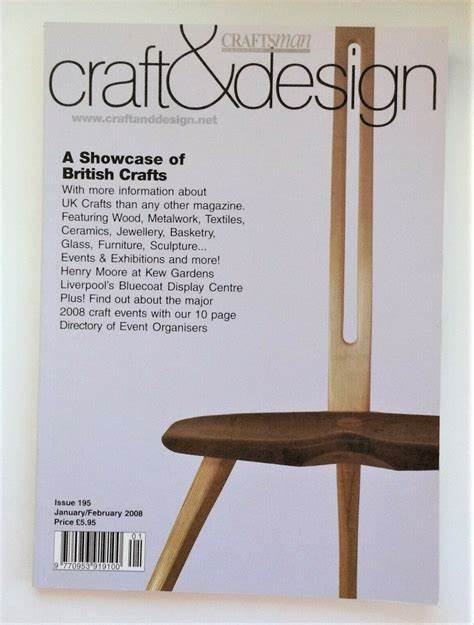 CRAFTSman
craft&design
www.craftanddesign.net
A Showcase of
British Crafts
With more information about
UK Crafts than any other magazine.
Featuring Wood, Metalwork, Textiles,
Ceramics, Jewellery, Basketry,
Glass, Furniture, Sculpture...
Events & Exhibitions and more!
Henry Moore at Kew Gardens
Liverpool's Bluecoat Display Centre
Plus! Find out about the major
2008 craft events with our 10 page
Directory of Event Organisers
Issue 195
January/February 2008
Price £5.95
01
9 770953 919100